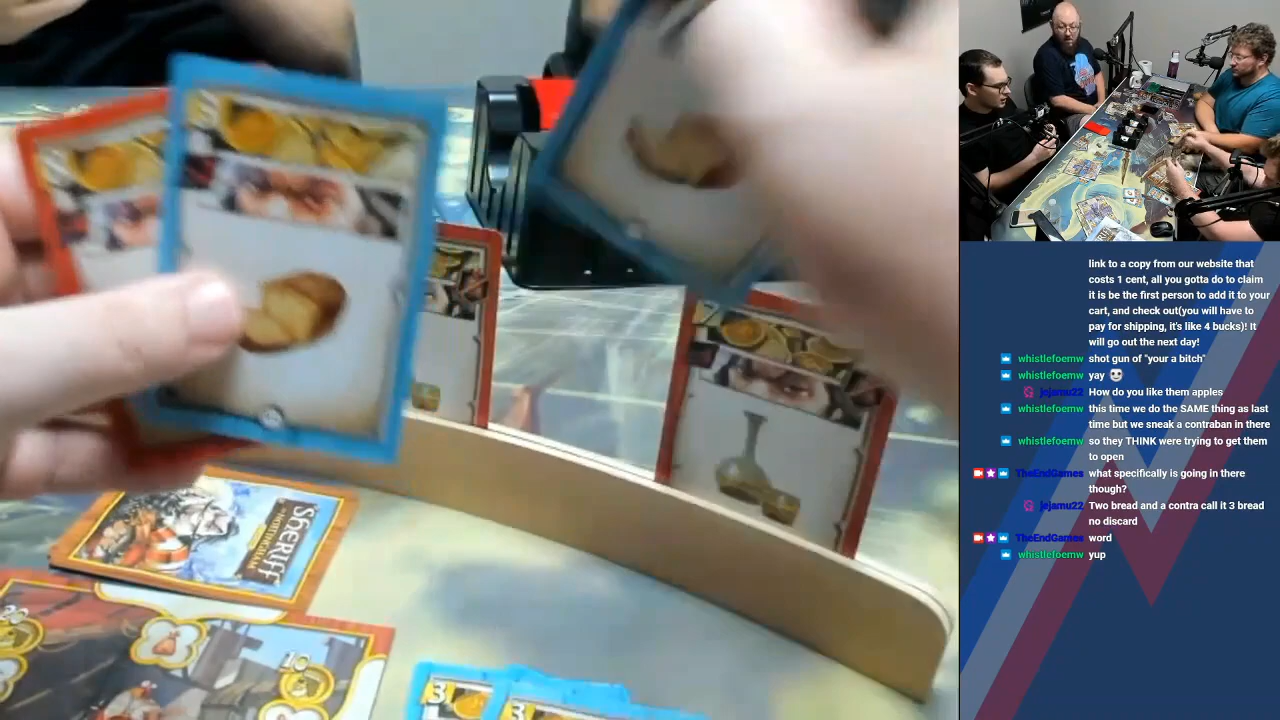 SHERIFF
OF NOTTINGHAM
10
3
3
link to a copy from our website that
costs 1 cent, all you gotta do to claim
it is be the first person to add it to your
cart, and check out(you will have to
pay for shipping, it's like 4 bucks)! It
will go out the next day!
whistlefoemw shot gun of "your a bitch"
whistlefoemw yay
jejamu22 How do you like them apples
whistlefoemw this time we do the SAME thing as last
time but we sneak a contraban in there
whistlefoemw so they THINK were trying to get them
to open
TheEndGames what specifically is going in there
though?
jejamu22 Two bread and a contra call it 3 bread
no discard
TheEndGames word
whistlefoemw yup